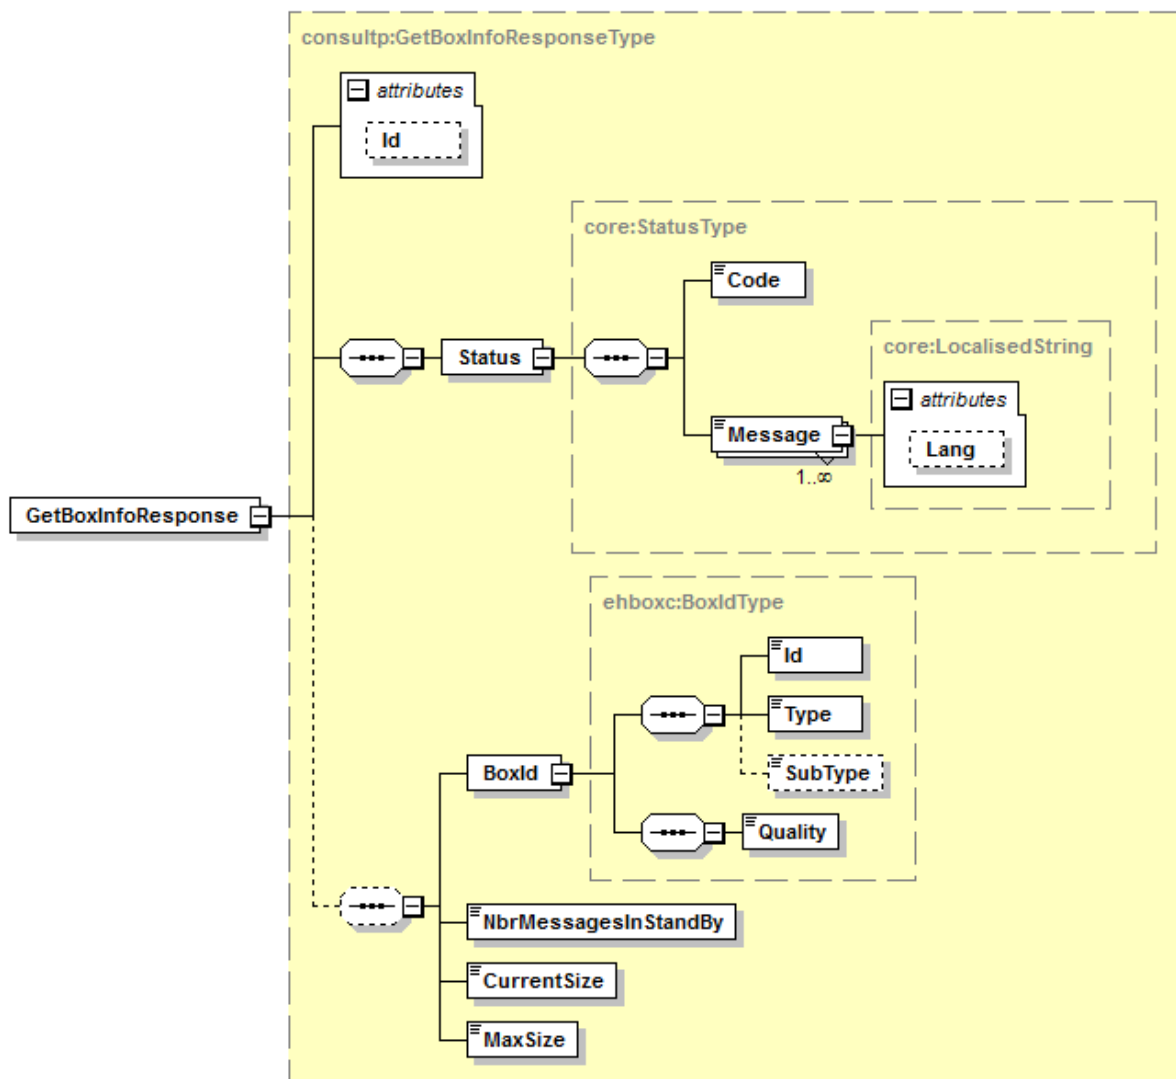 consultp:GetBoxInfoResponseType
attributes
Id
core:StatusType
Code
core:LocalisedString
Status
attributes
Message
Lang
1..∞
GetBoxInfoResponse
ehboxc:BoxIdType
Id
Type
BoxId
SubType
Quality
NbrMessagesInStandBy
CurrentSize
MaxSize